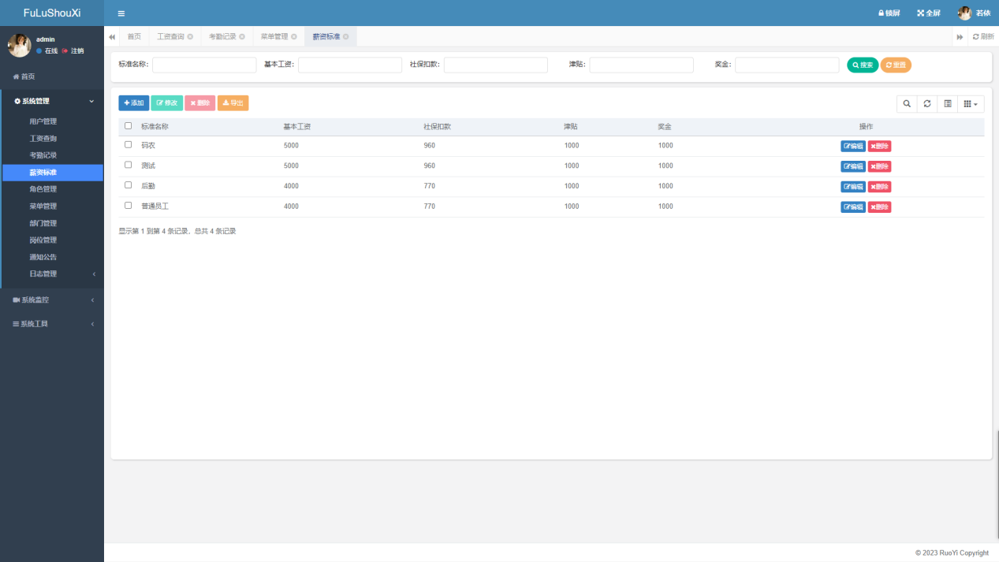 FuLuShouXi
锁屏 全屏 若依
admin
在线 注销
首页 工资查询 考勤记录 菜单管理 薪资标准 刷新
首页
系统管理
用户管理
工资查询
考勤记录
薪资标准
角色管理
菜单管理
部门管理
岗位管理
通知公告
日志管理
系统监控
系统工具
标准名称: 基本工资: 社保扣款: 津贴: 奖金: 搜索 重置
添加 修改 删除 导出
标准名称 基本工资 社保扣款 津贴 奖金 操作
码农 5000 960 1000 1000 编辑 删除
测试 5000 960 1000 1000 编辑 删除
后勤 4000 770 1000 1000 编辑 删除
普通员工 4000 770 1000 1000 编辑 删除
显示第 1 到第 4 条记录，总共 4 条记录
© 2023 RuoYi Copyright